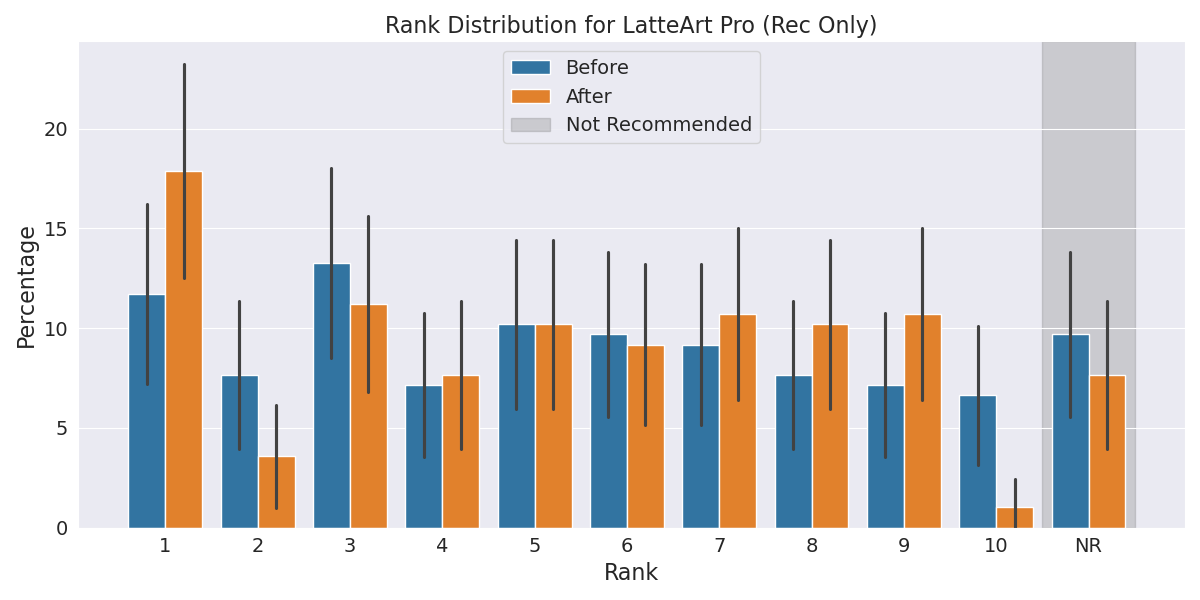 Rank Distribution for LatteArt Pro (Rec Only)
Before
After
Not Recommended
Percentage
20
15
10
5
0
1 2 3 4 5 6 7 8 9 10 NR
Rank